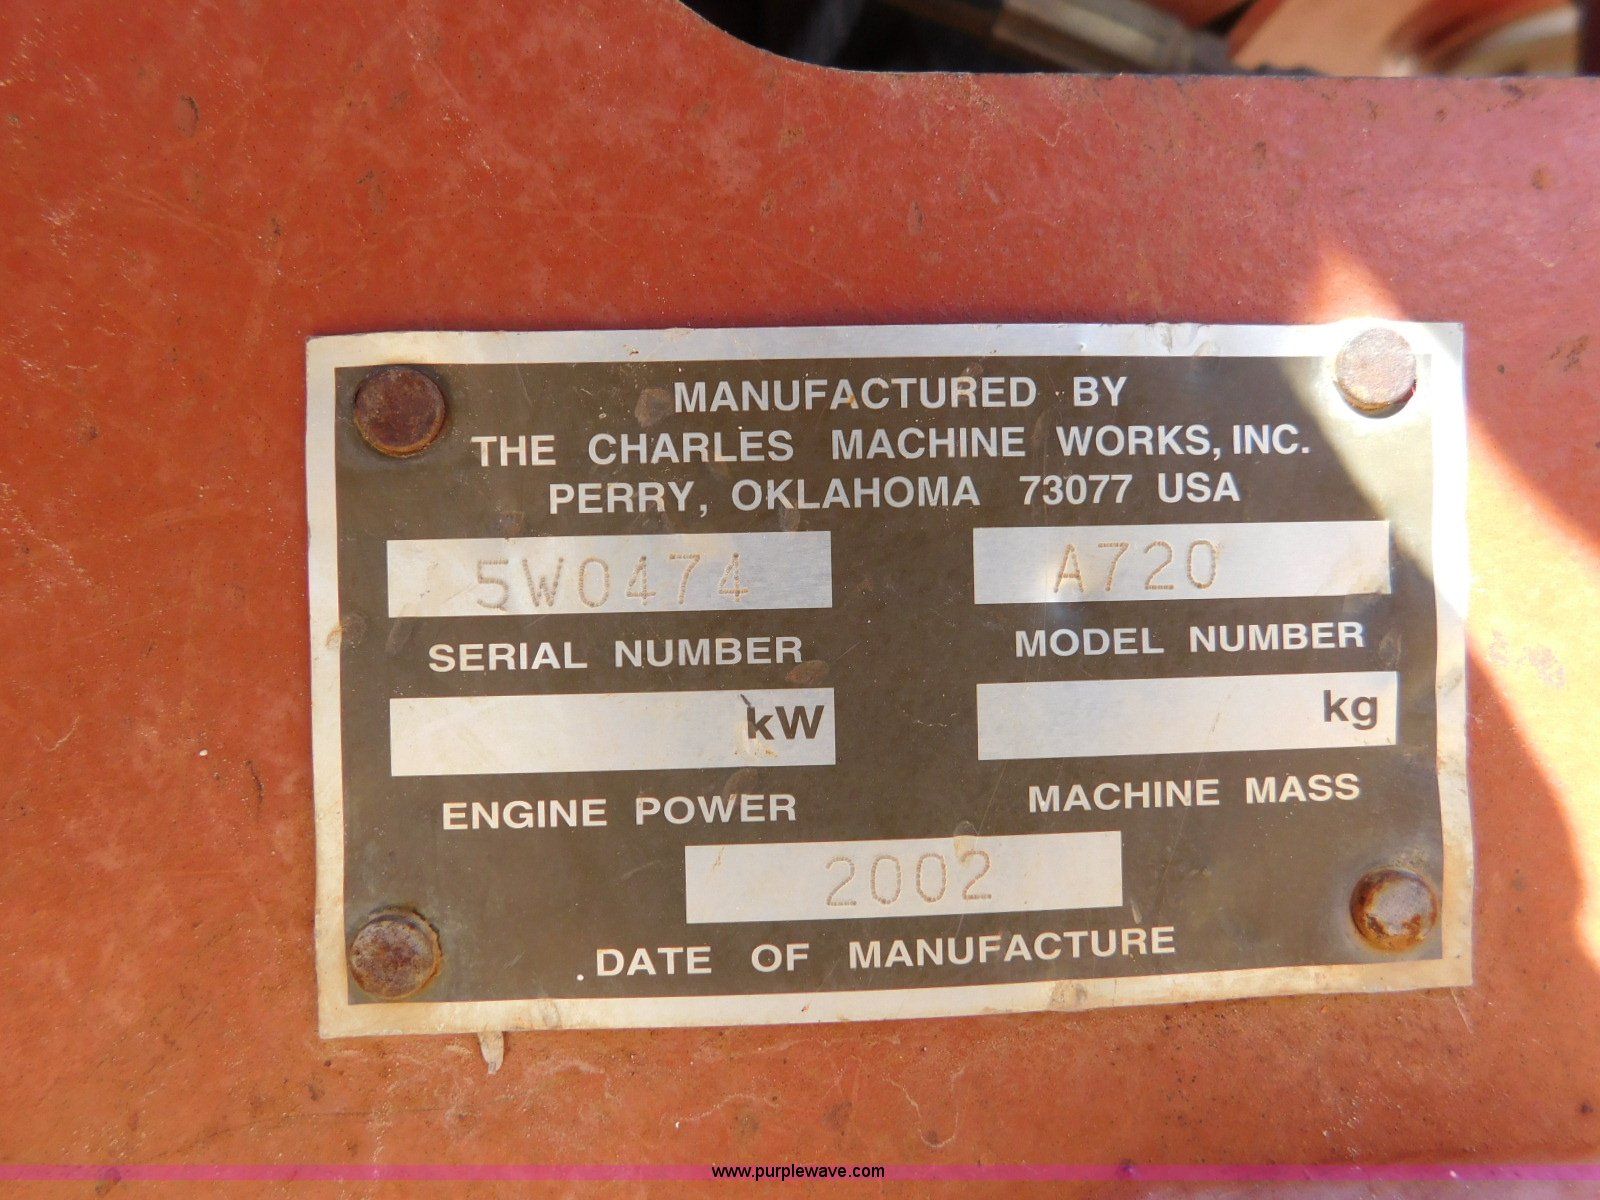 MANUFACTURED BY
THE CHARLES MACHINE WORKS, INC.
PERRY, OKLAHOMA 73077 USA
5W0474 A720
SERIAL NUMBER MODEL NUMBER
kW kg
ENGINE POWER MACHINE MASS
2002
DATE OF MANUFACTURE
www.purplewave.com